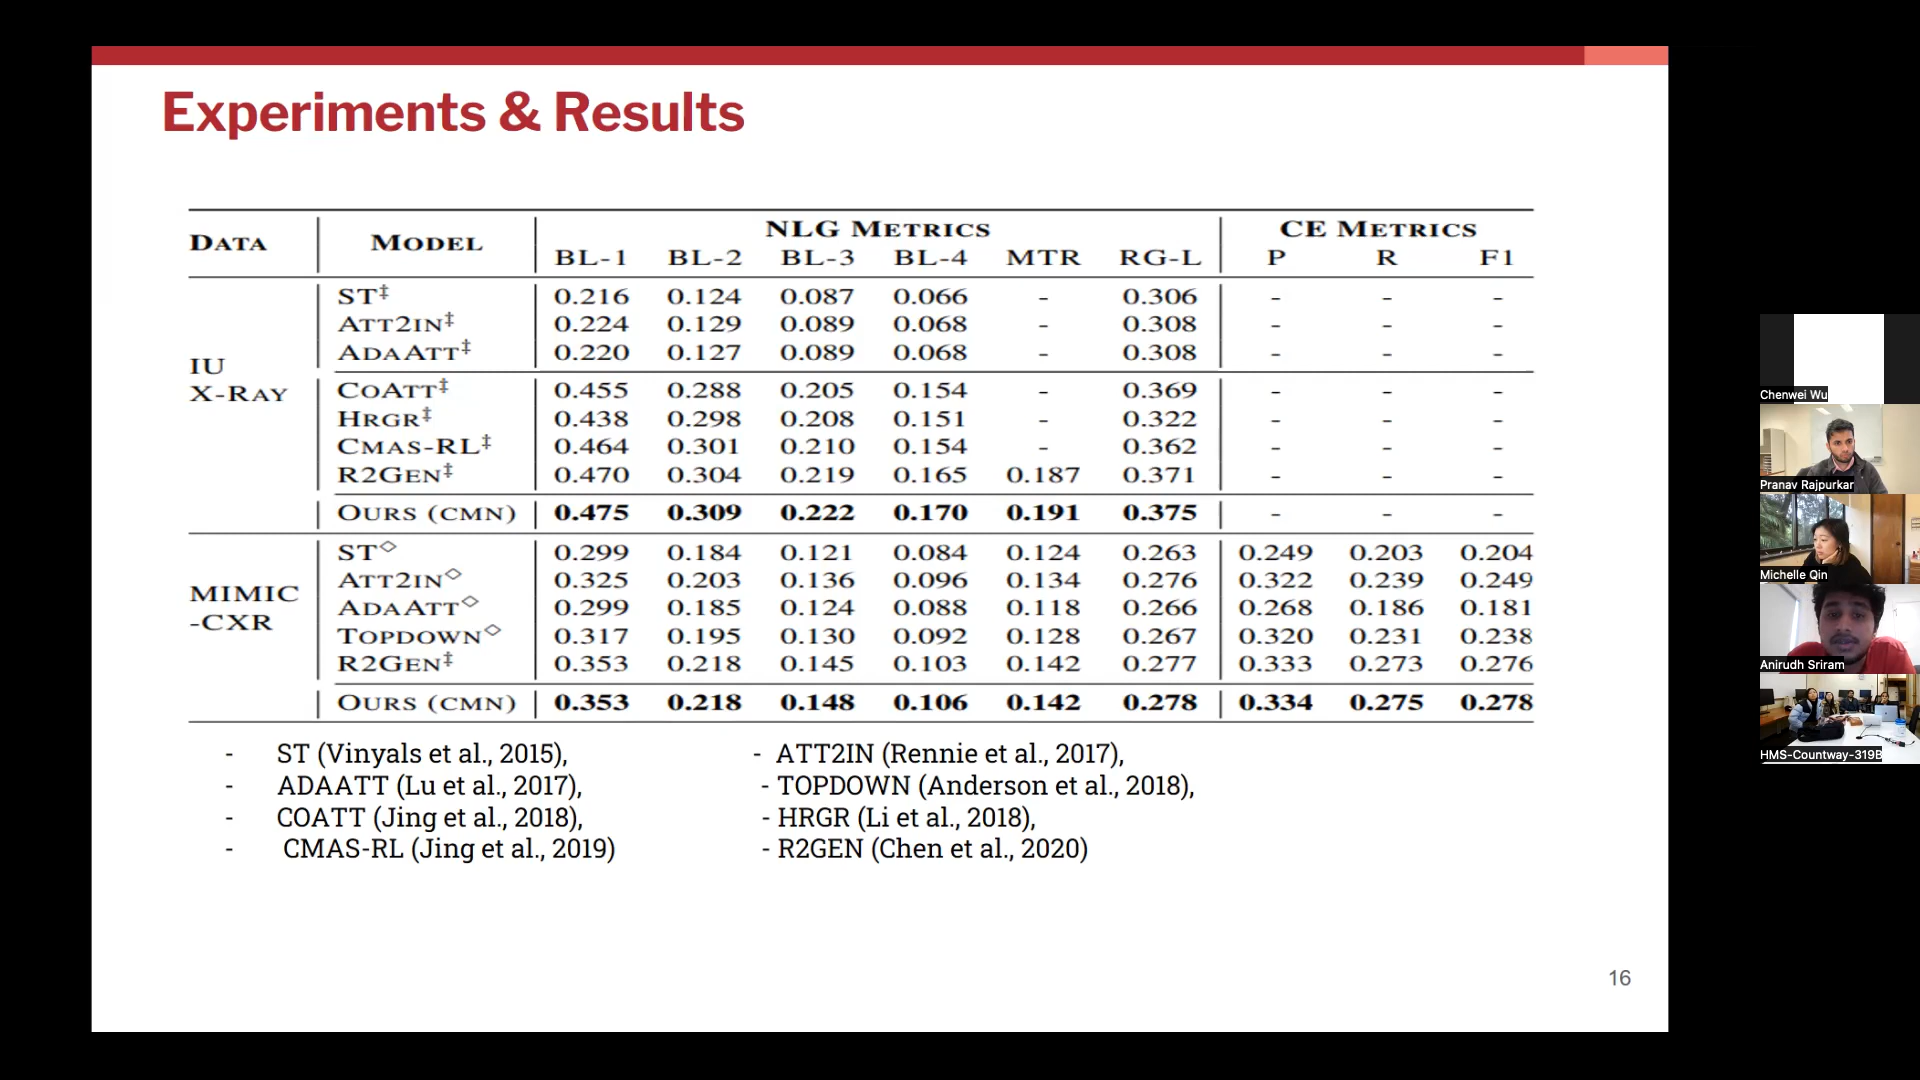 Experiments & Results
NLG METRICS CE METRICS
DATA MODEL
BL-1 BL-2 BL-3 BL-4 MTR RG-L P R F1
ST‡ 0.216 0.124 0.087 0.066 - 0.306 - - -
ATT2IN‡ 0.224 0.129 0.089 0.068 - 0.308 - - -
ADAATT‡ 0.220 0.127 0.089 0.068 - 0.308 - - -
IU
X-RAY
COATT‡ 0.455 0.288 0.205 0.154 - 0.369 - - -
HRGR‡ 0.438 0.298 0.208 0.151 - 0.322 - - -
CMAS-RL‡ 0.464 0.301 0.210 0.154 - 0.362 - - -
R2GEN‡ 0.470 0.304 0.219 0.165 0.187 0.371 - - -
OURS (CMN) 0.475 0.309 0.222 0.170 0.191 0.375 - - -
ST◇ 0.299 0.184 0.121 0.084 0.124 0.263 0.249 0.203 0.204
ATT2IN◇ 0.325 0.203 0.136 0.096 0.134 0.276 0.322 0.239 0.249
MIMIC
-CXR
ADAATT◇ 0.299 0.185 0.124 0.088 0.118 0.266 0.268 0.186 0.181
TOPDOWN◇ 0.317 0.195 0.130 0.092 0.128 0.267 0.320 0.231 0.238
R2GEN‡ 0.353 0.218 0.145 0.103 0.142 0.277 0.333 0.273 0.276
OURS (CMN) 0.353 0.218 0.148 0.106 0.142 0.278 0.334 0.275 0.278
- ST (Vinyals et al., 2015), - ATT2IN (Rennie et al., 2017),
- ADAATT (Lu et al., 2017), - TOPDOWN (Anderson et al., 2018),
- COATT (Jing et al., 2018), - HRGR (Li et al., 2018),
- CMAS-RL (Jing et al., 2019) - R2GEN (Chen et al., 2020)
16
Chenwei Wu
Pranav Rajpurkar
Michelle Qin
Anirudh Sriram
HMS-Countway-319B